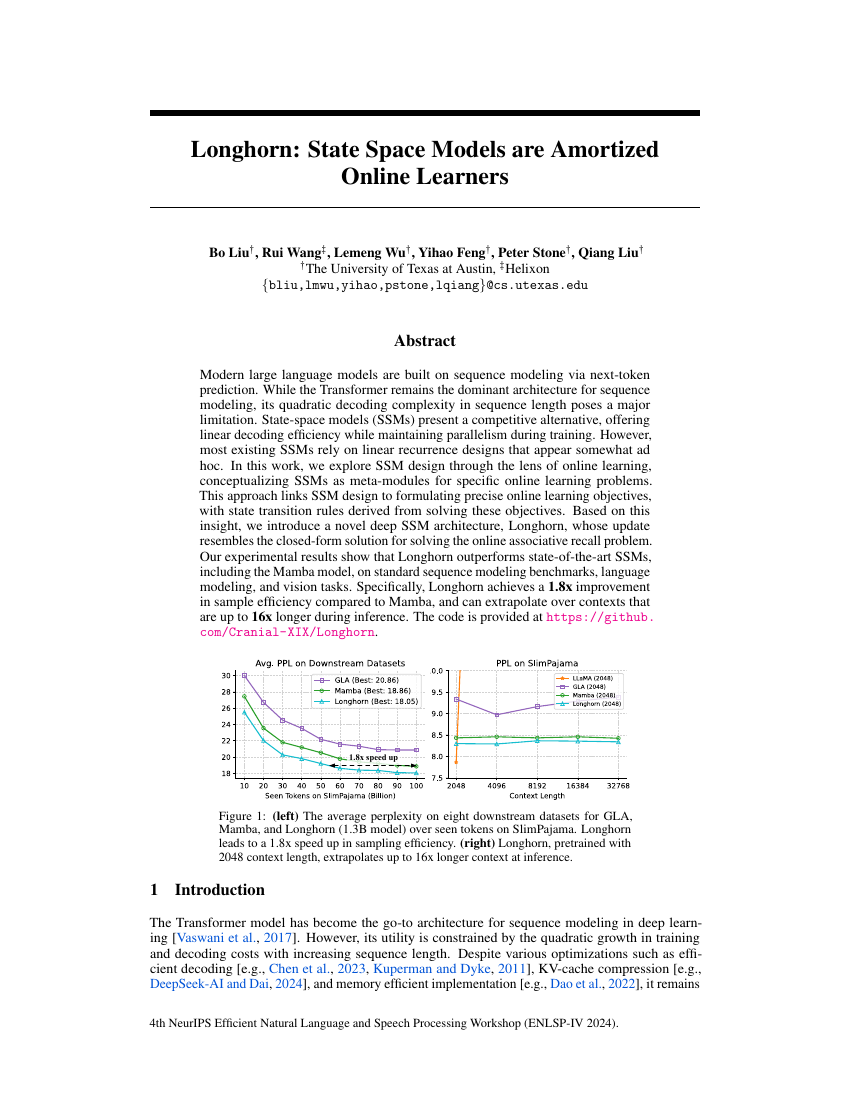 Longhorn: State Space Models are Amortized
Online Learners
Bo Liu†, Rui Wang‡, Lemeng Wu†, Yihao Feng†, Peter Stone†, Qiang Liu†
†The University of Texas at Austin, ‡Helixon
{bliu,lmwu,yihao,pstone,lqiang}@cs.utexas.edu
Abstract
Modern large language models are built on sequence modeling via next-token
prediction. While the Transformer remains the dominant architecture for sequence
modeling, its quadratic decoding complexity in sequence length poses a major
limitation. State-space models (SSMs) present a competitive alternative, offering
linear decoding efficiency while maintaining parallelism during training. However,
most existing SSMs rely on linear recurrence designs that appear somewhat ad
hoc. In this work, we explore SSM design through the lens of online learning,
conceptualizing SSMs as meta-modules for specific online learning problems.
This approach links SSM design to formulating precise online learning objectives,
with state transition rules derived from solving these objectives. Based on this
insight, we introduce a novel deep SSM architecture, Longhorn, whose update
resembles the closed-form solution for solving the online associative recall problem.
Our experimental results show that Longhorn outperforms state-of-the-art SSMs,
including the Mamba model, on standard sequence modeling benchmarks, language
modeling, and vision tasks. Specifically, Longhorn achieves a 1.8x improvement
in sample efficiency compared to Mamba, and can extrapolate over contexts that
are up to 16x longer during inference. The code is provided at https://github.
com/Cranial-XIX/Longhorn.
Avg. PPL on Downstream Datasets
30
28
26
24
22
20
18
GLA (Best: 20.86)
Mamba (Best: 18.86)
Longhorn (Best: 18.05)
1.8x speed up
10 20 30 40 50 60 70 80 90 100
Seen Tokens on SlimPajama (Billion)
PPL on SlimPajama
0.0
9.5
9.0
8.5
8.0
7.5
LLaMA (2048)
GLA (2048)
Mamba (2048)
Longhorn (2048)
2048 4096 8192 16384 32768
Context Length
Figure 1: (left) The average perplexity on eight downstream datasets for GLA,
Mamba, and Longhorn (1.3B model) over seen tokens on SlimPajama. Longhorn
leads to a 1.8x speed up in sampling efficiency. (right) Longhorn, pretrained with
2048 context length, extrapolates up to 16x longer context at inference.
1 Introduction
The Transformer model has become the go-to architecture for sequence modeling in deep learn-
ing [Vaswani et al., 2017]. However, its utility is constrained by the quadratic growth in training
and decoding costs with increasing sequence length. Despite various optimizations such as effi-
cient decoding [e.g., Chen et al., 2023, Kuperman and Dyke, 2011], KV-cache compression [e.g.,
DeepSeek-AI and Dai, 2024], and memory efficient implementation [e.g., Dao et al., 2022], it remains
4th NeurIPS Efficient Natural Language and Speech Processing Workshop (ENLSP-IV 2024).